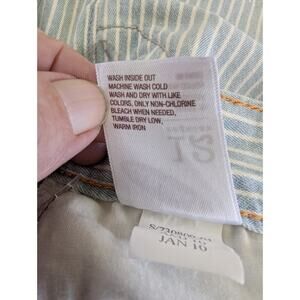 WASH INSIDE OUT
MACHINE WASH COLD
WASH AND DRY WITH LIKE
COLORS, ONLY NON-CHLORINE
BLEACH WHEN NEEDED,
TUMBLE DRY LOW,
WARM IRON
JAN 16